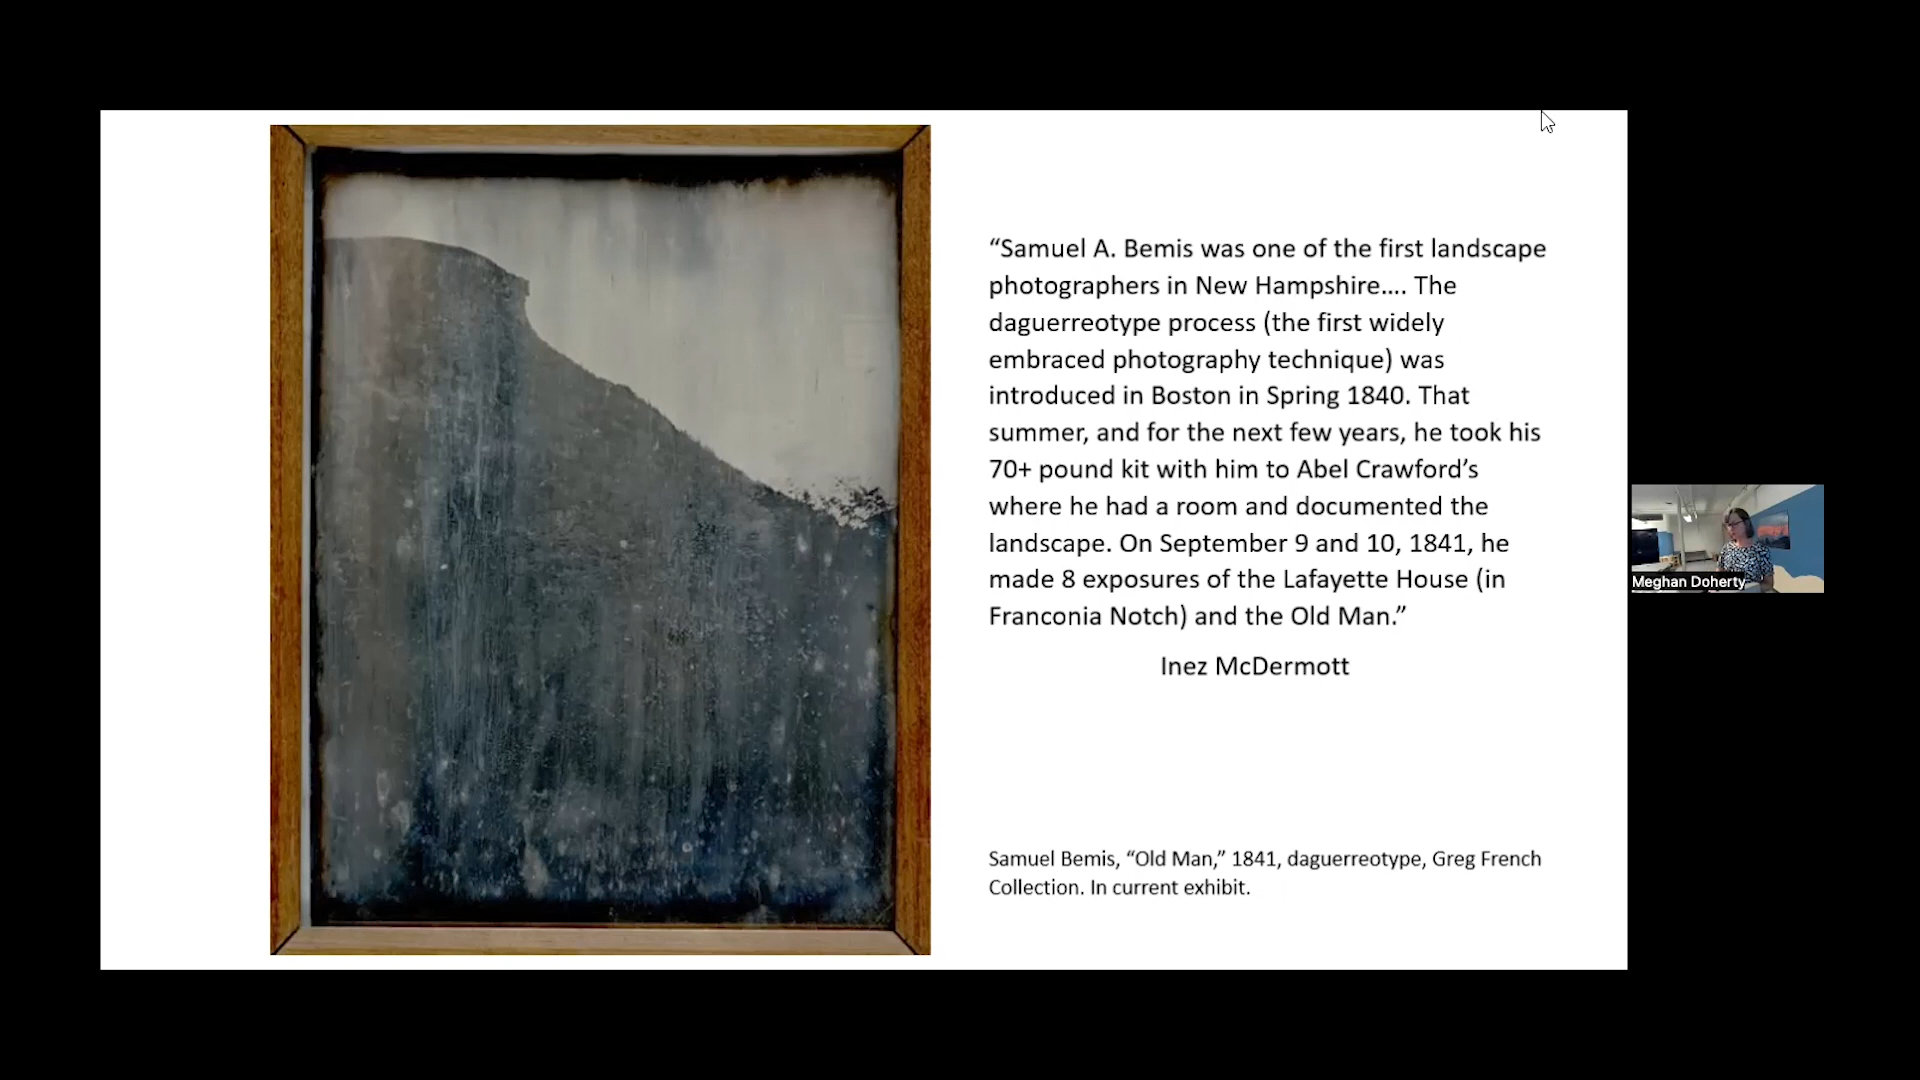 “Samuel A. Bemis was one of the first landscape
photographers in New Hampshire.... The
daguerreotype process (the first widely
embraced photography technique) was
introduced in Boston in Spring 1840. That
summer, and for the next few years, he took his
70+ pound kit with him to Abel Crawford’s
where he had a room and documented the
landscape. On September 9 and 10, 1841, he
made 8 exposures of the Lafayette House (in
Franconia Notch) and the Old Man.”
Inez McDermott
Samuel Bemis, “Old Man,” 1841, daguerreotype, Greg French
Collection. In current exhibit.
Meghan Doherty